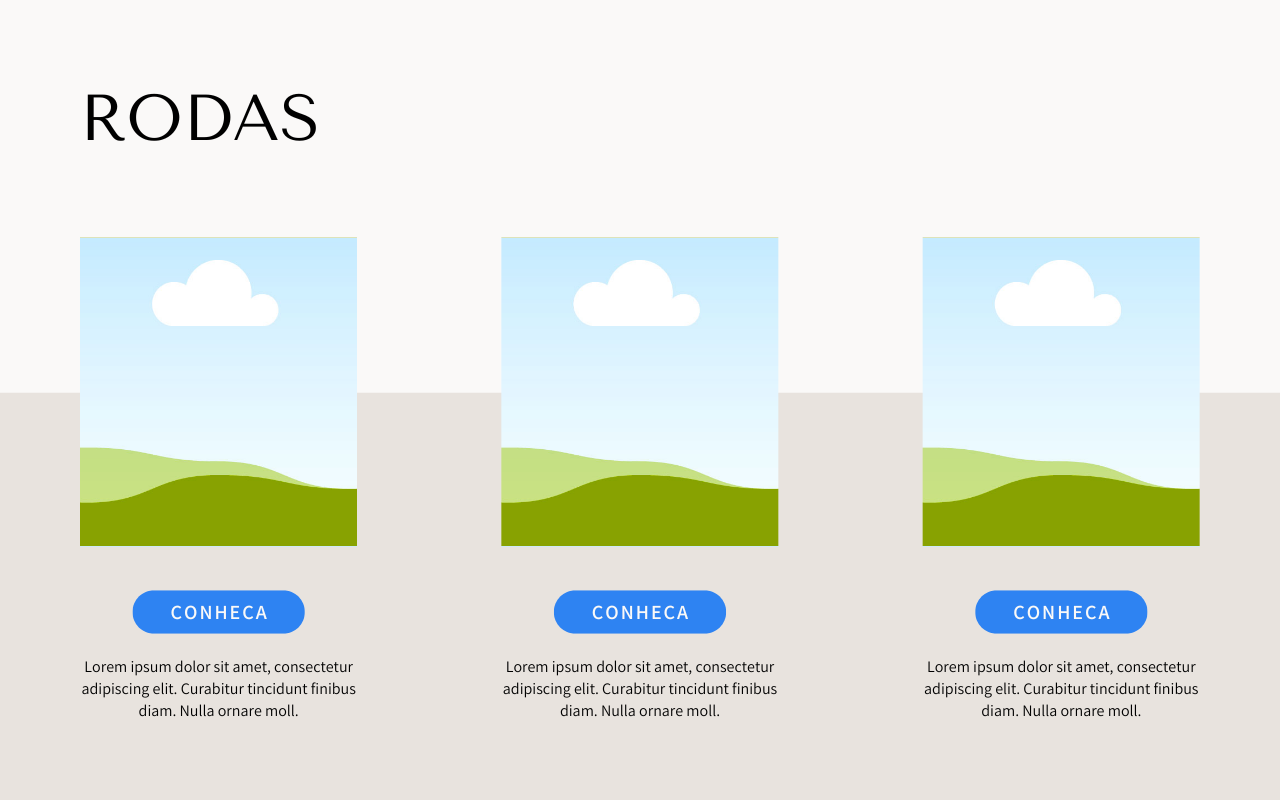 RODAS
CONHECA
CONHECA
CONHECA
Lorem ipsum dolor sit amet, consectetur
adipiscing elit. Curabitur tincidunt finibus
diam. Nulla ornare moll.
Lorem ipsum dolor sit amet, consectetur
adipiscing elit. Curabitur tincidunt finibus
diam. Nulla ornare moll.
Lorem ipsum dolor sit amet, consectetur
adipiscing elit. Curabitur tincidunt finibus
diam. Nulla ornare moll.